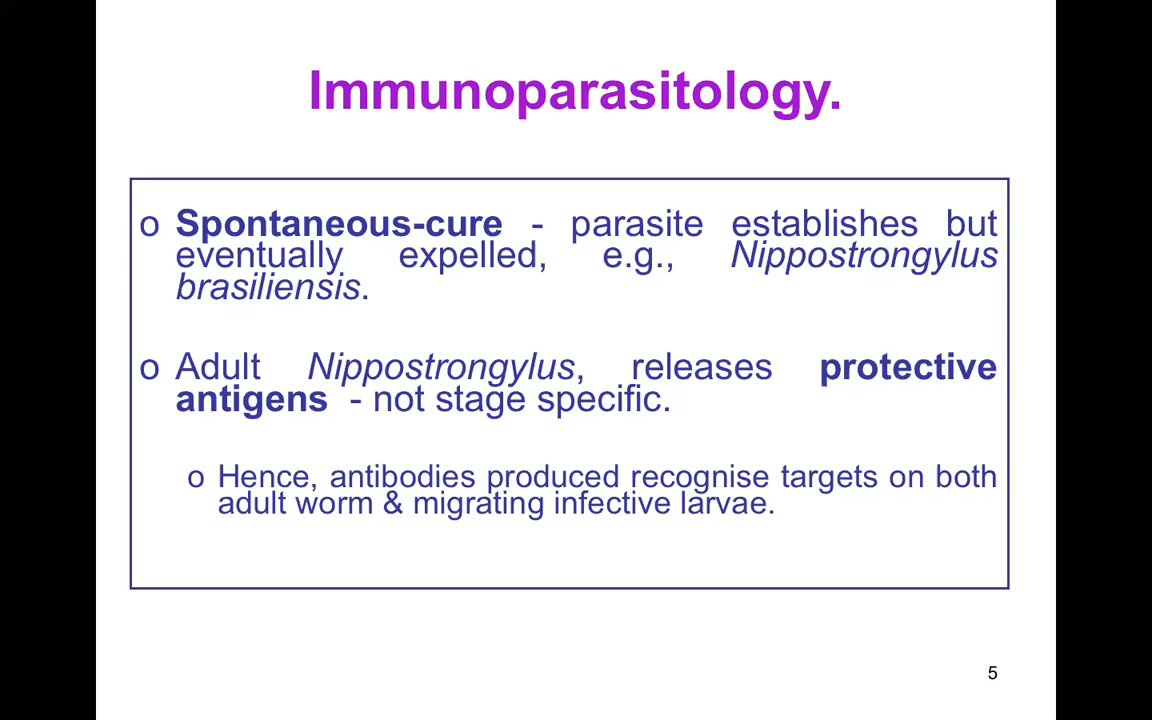 Immunoparasitology.
o Spontaneous-cure - parasite establishes but
eventually expelled, e.g., Nippostrongylus
brasiliensis.
o Adult Nippostrongylus, releases protective
antigens - not stage specific.
o Hence, antibodies produced recognise targets on both
adult worm & migrating infective larvae.
5